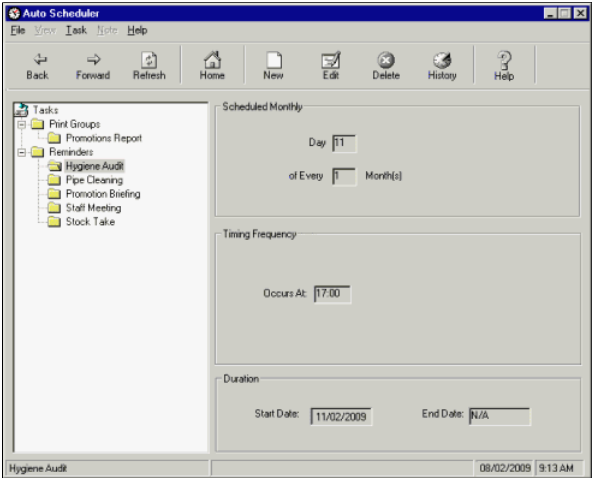 Auto Scheduler
File View Task Note Help
Back Forward Refresh Home New Edit Delete History Help
Tasks
Print Groups
Promotions Report
Reminders
Hygiene Audit
Pipe Cleaning
Promotion Briefing
Staff Meeting
Stock Take
Scheduled Monthly
Day 11
of Every 1 Month(s)
Timing Frequency
Occurs At: 17:00
Duration
Start Date: 11/02/2009 End Date: N/A
Hygiene Audit 08/02/2009 9:13 AM